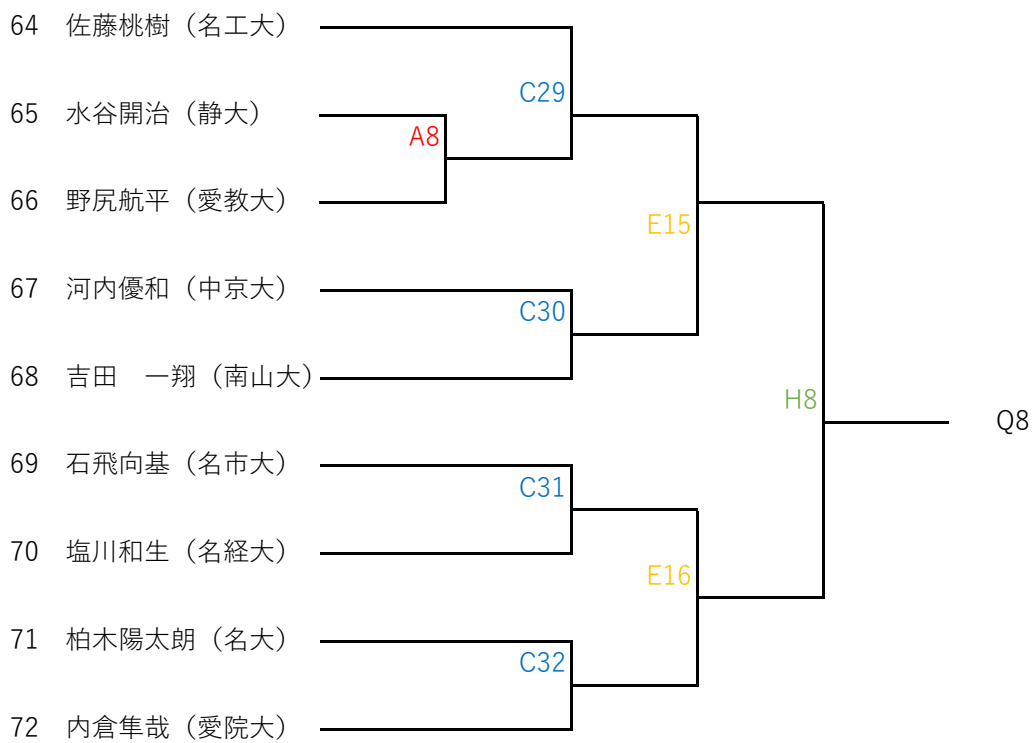 64 佐藤桃樹（名工大）
C29
65 水谷開治（静大）
A8
66 野尻航平（愛教大）
E15
67 河内優和（中京大）
C30
68 吉田　一翔（南山大）
H8
Q8
69 石飛向基（名市大）
C31
70 塩川和生（名経大）
E16
71 柏木陽太朗（名大）
C32
72 内倉隼哉（愛院大）